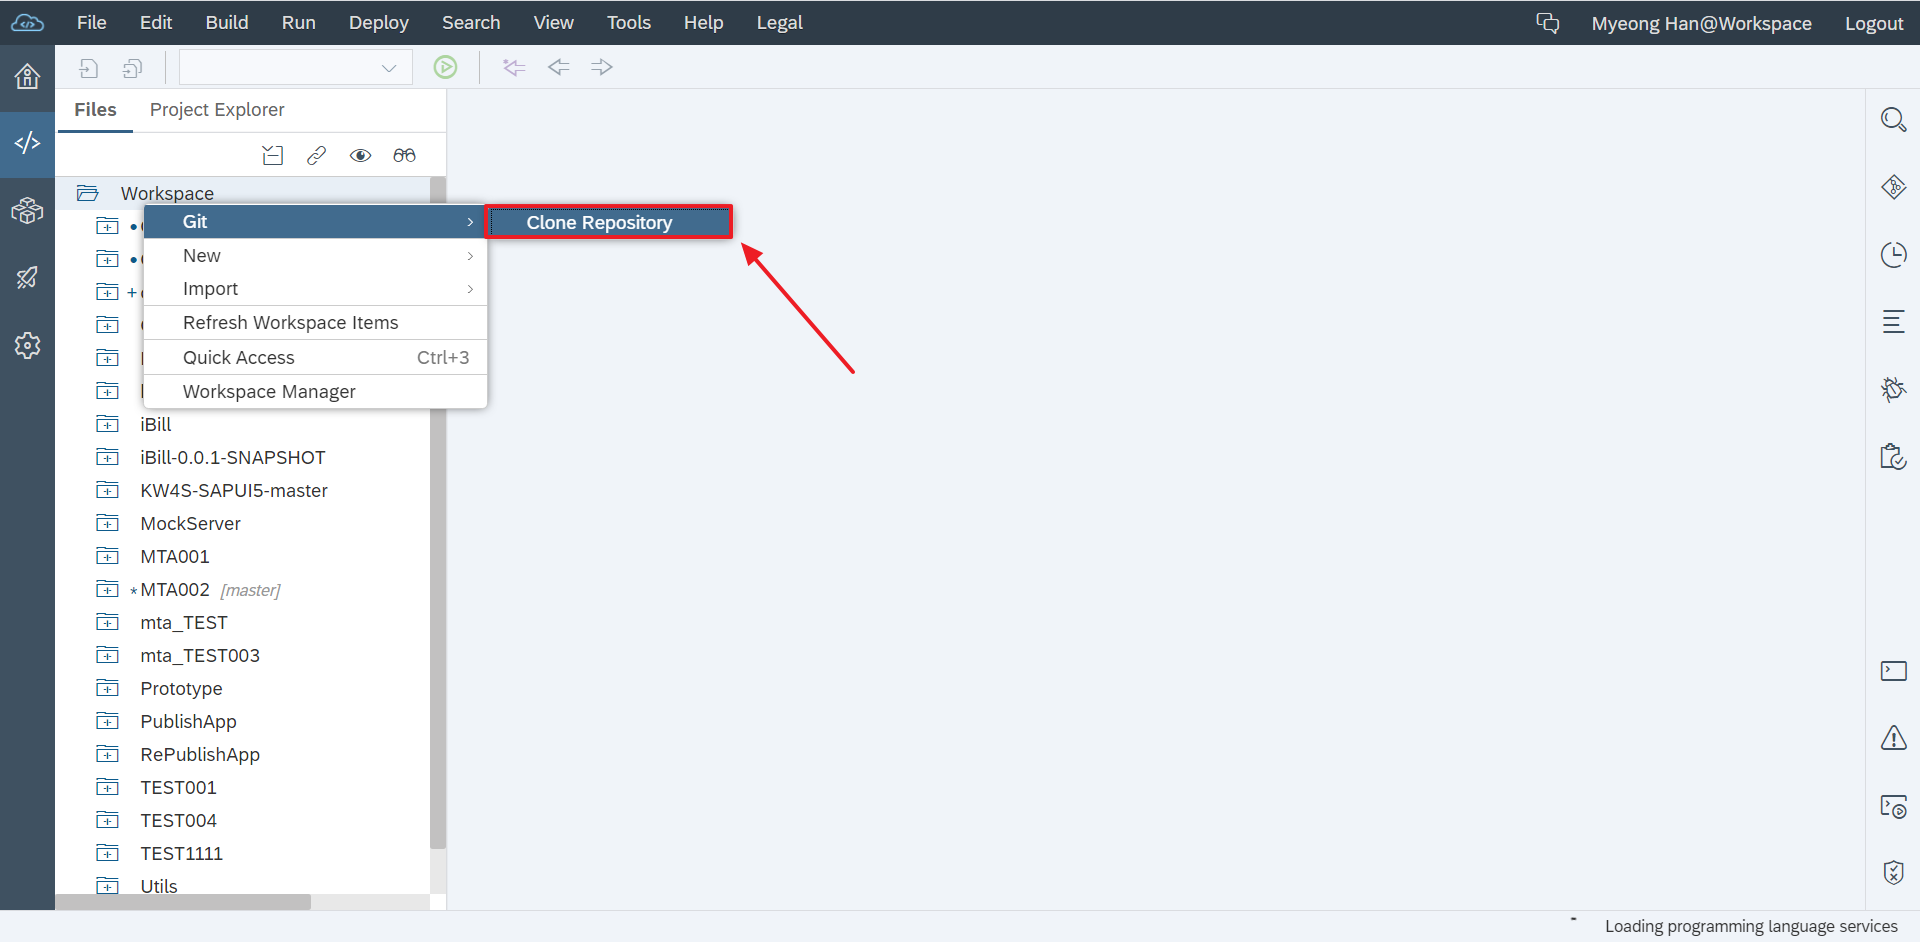 File Edit Build Run Deploy Search View Tools Help Legal Myeong Han@Workspace Logout
Files Project Explorer
Workspace
Git
Clone Repository
New
Import
Refresh Workspace Items
Quick Access Ctrl+3
Workspace Manager
iBill
iBill-0.0.1-SNAPSHOT
KW4S-SAPUI5-master
MockServer
MTA001
*MTA002 [master]
mta_TEST
mta_TEST003
Prototype
PublishApp
RePublishApp
TEST001
TEST004
TEST1111
Utils
Loading programming language services